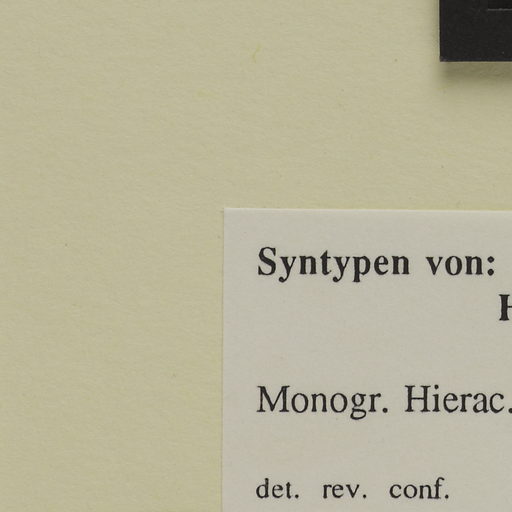 Syntypen von:
H
Monogr. Hierac.
det. rev. conf.